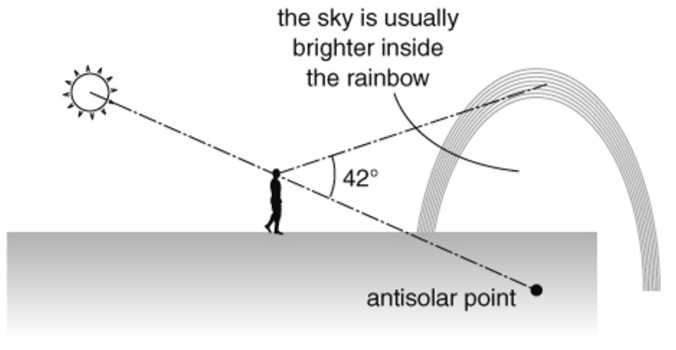 the sky is usually
brighter inside
the rainbow
42°
antisolar point